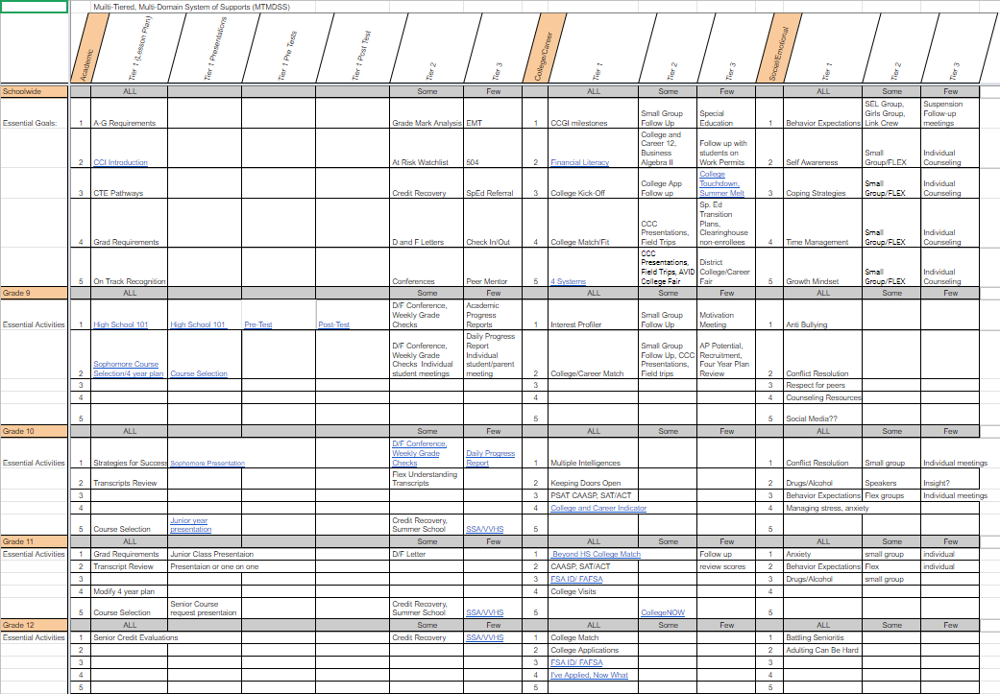 Muilti-Tiered, Multi-Domain System of Supports (MTMDSS)
Academic Tier 1 (Lesson Plan) Tier 1 Presentations Tier 1 Pre Tests Tier 1 Post Test Tier 2 Tier 3 College/Career Tier 1 Tier 2 Tier 3 Social/Emotional Tier 1 Tier 2 Tier 3
Schoolwide ALL Some Few ALL Some Few ALL Some Few
Essential Goals: 1 A-G Requirements Grade Mark Analysis EMT 1 CCGI milestones Small Group Follow Up Special Education 1 Behavior Expectations SEL Group, Girls Group, Link Crew Suspension Follow-up meetings
2 CCI Introduction At Risk Watchlist 504 2 Financial Literacy College and Career 12, Business Algebra II Follow up with students on Work Permits 2 Self Awareness Small Group/FLEX Individual Counseling
3 CTE Pathways Credit Recovery SpEd Referral 3 College Kick-Off College App Follow up College Touchdown, Summer Melt 3 Coping Strategies Small Group/FLEX Individual Counseling
4 Grad Requirements D and F Letters Check In/Out 4 College Match/Fit CCC Presentations, Field Trips Sp. Ed Transition Plans, Clearinghouse non-enrollees 4 Time Management Small Group/FLEX Individual Counseling
5 On Track Recognition Conferences Peer Mentor 5 4 Systems CCC Presentations, Field Trips, AVID College Fair District College/Career Fair 5 Growth Mindset Small Group/FLEX Individual Counseling
Grade 9 ALL Some Few ALL Some Few ALL Some Few
Essential Activities 1 High School 101 High School 101 Pre-Test Post-Test D/F Conference, Weekly Grade Checks Academic Progress Reports 1 Interest Profiler Small Group Follow Up Motivation Meeting 1 Anti Bullying
2 Sophomore Course Selection/4 year plan Course Selection D/F Conference, Weekly Grade Checks Individual student meetings Daily Progress Report Individual student/parent meeting 2 College/Career Match Small Group Follow Up, CCC Presentations, Field trips AP Potential, Recruitment, Four Year Plan Review 2 Conflict Resolution
3 3 3 Respect for peers
4 4 4 Counseling Resources
5 5 5 Social Media??
Grade 10 ALL Some Few ALL Some Few ALL Some Few
Essential Activities 1 Strategies for Success Sophomore Presentation D/F Conference, Weekly Grade Checks Daily Progress Report 1 Multiple Intelligences 1 Conflict Resolution Small group Individual meetings
2 Transcripts Review Flex Understanding Transcripts 2 Keeping Doors Open 2 Drugs/Alcohol Speakers Insight?
3 3 PSAT CAASP, SAT/ACT 3 Behavior Expectations Flex groups Individual meetings
4 4 College and Career Indicator 4 Managing stress, anxiety
5 Course Selection Junior year presentation Credit Recovery, Summer School SSA/VVHS 5 5
Grade 11 ALL Some Few ALL Some Few ALL Some Few
Essential Activities 1 Grad Requirements Junior Class Presentaion D/F Letter 1 Beyond HS College Match Follow up 1 Anxiety small group individual
2 Transcript Review Presentaion or one on one 2 CAASP, SAT/ACT review scores 2 Behavior Expectations Flex individual
3 3 FSA ID/ FAFSA 3 Drugs/Alcohol small group
4 Modify 4 year plan 4 College Visits 4
5 Course Selection Senior Course request presentaion Credit Recovery, Summer School SSA/VVHS 5 CollegeNOW 5
Grade 12 ALL Some Few ALL Some Few ALL Some Few
Essential Activities 1 Senior Credit Evaluations Credit Recovery SSA/VVHS 1 College Match 1 Battling Senioritis
2 2 College Applications 2 Adulting Can Be Hard
3 3 FSA ID/ FAFSA 3
4 4 I've Applied, Now What 4
5 5 5